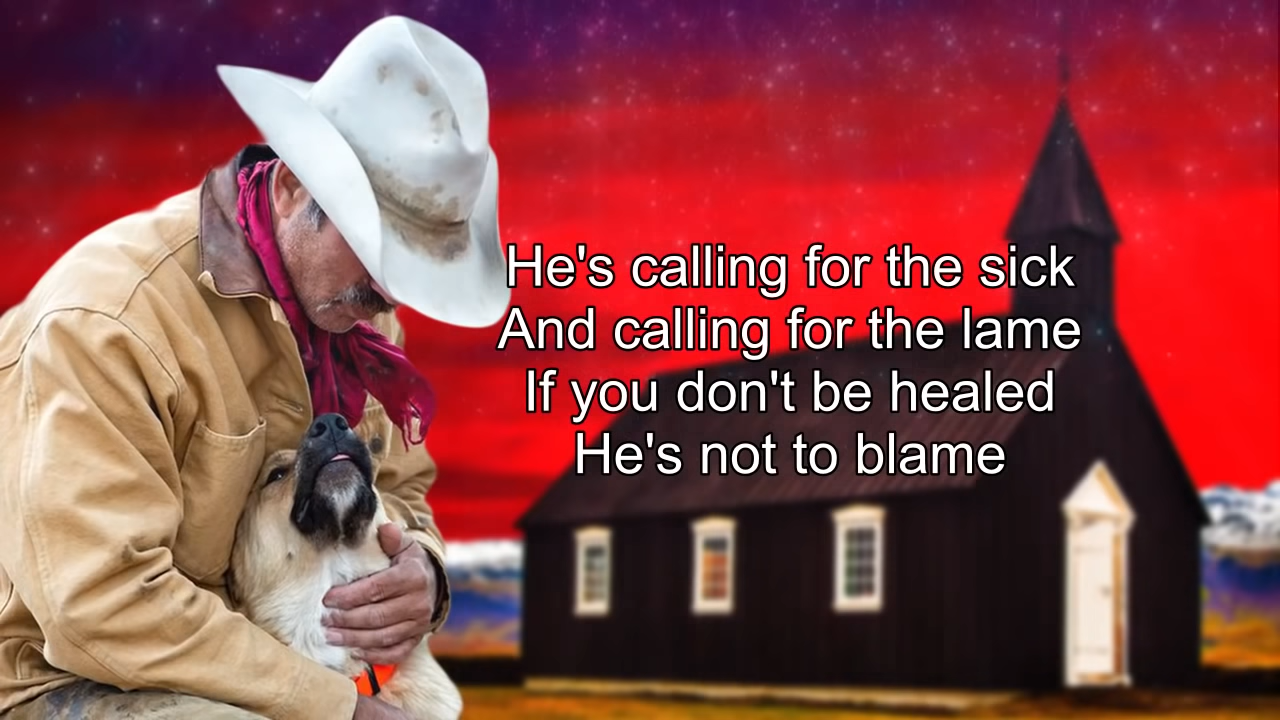 He's calling for the sick
And calling for the lame
If you don't be healed
He's not to blame